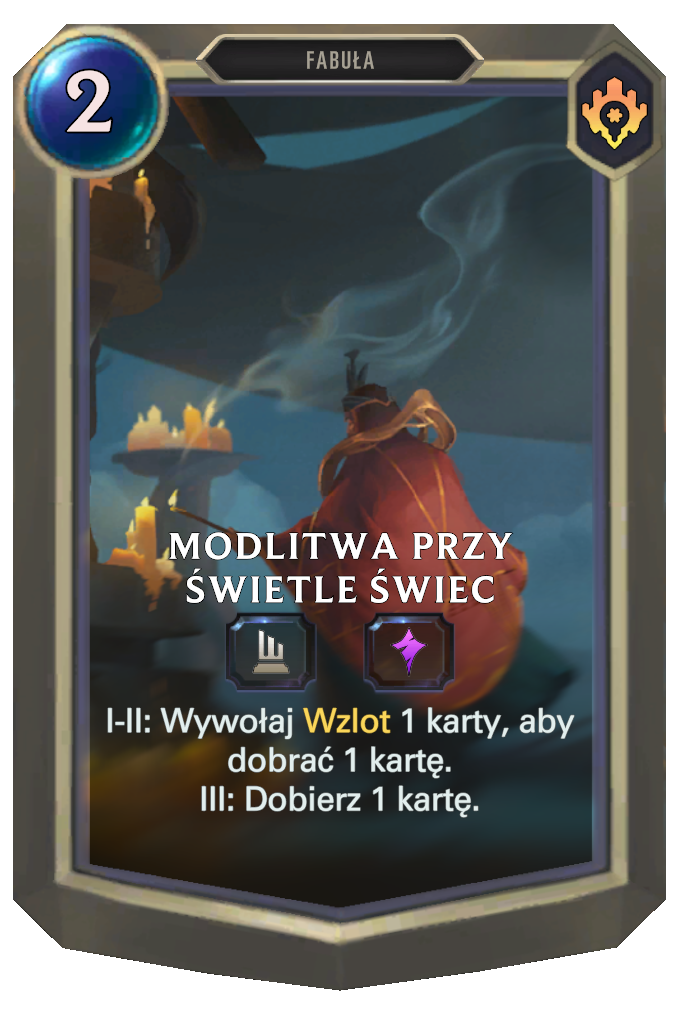 FABUŁA
2
MODLITWA PRZY
ŚWIETLE ŚWIEC
I-II: Wywołaj Wzlot 1 karty, aby
dobrać 1 kartę.
III: Dobierz 1 kartę.